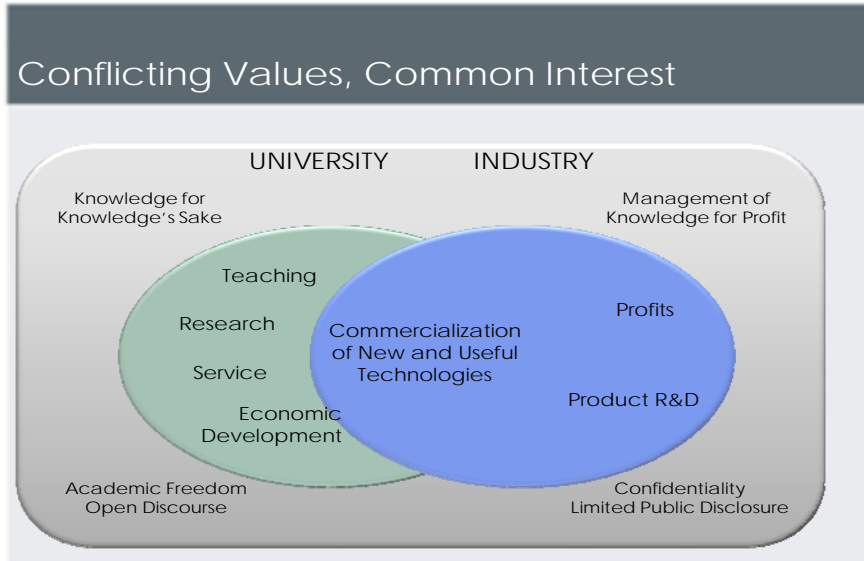 Conflicting Values, Common Interest
UNIVERSITY
INDUSTRY
Knowledge for
Knowledge's Sake
Management of
Knowledge for Profit
Teaching
Research
Service
Economic
Development
Commercialization
of New and Useful
Technologies
Profits
Product R&D
Academic Freedom
Open Discourse
Confidentiality
Limited Public Disclosure